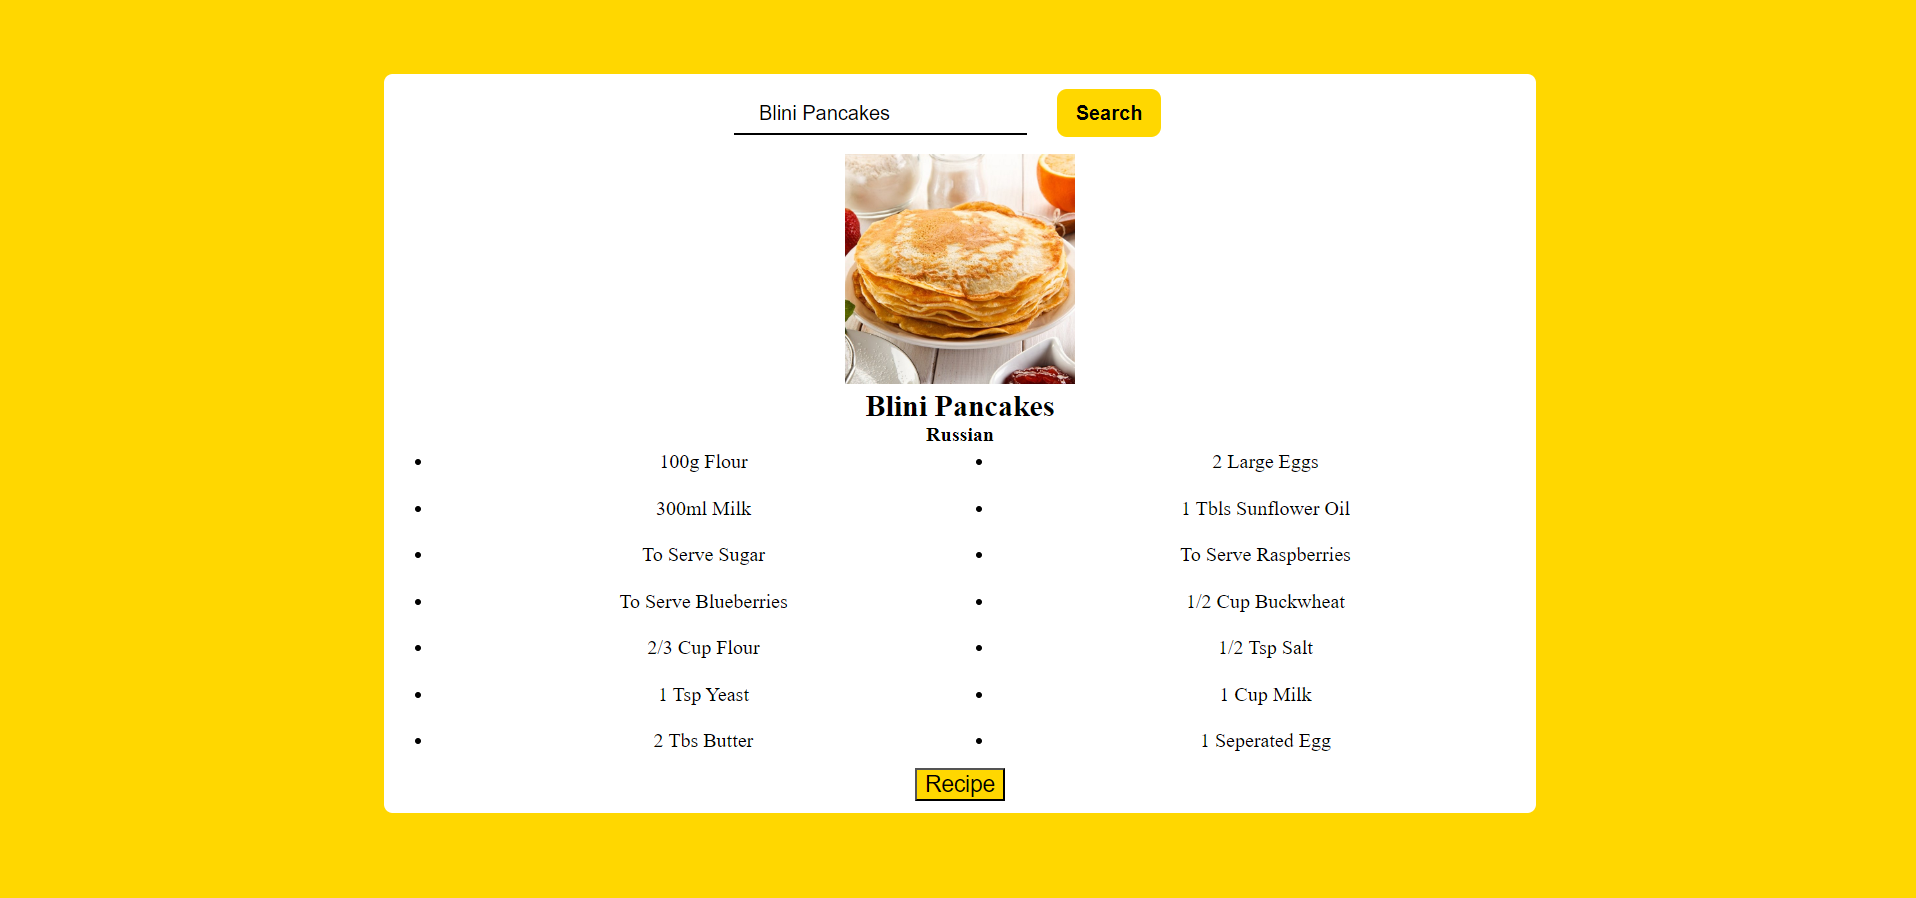 Blini Pancakes Search
Blini Pancakes
Russian
100g Flour
2 Large Eggs
300ml Milk
1 Tbls Sunflower Oil
To Serve Sugar
To Serve Raspberries
To Serve Blueberries
1/2 Cup Buckwheat
2/3 Cup Flour
1/2 Tsp Salt
1 Tsp Yeast
1 Cup Milk
2 Tbs Butter
1 Seperated Egg
Recipe